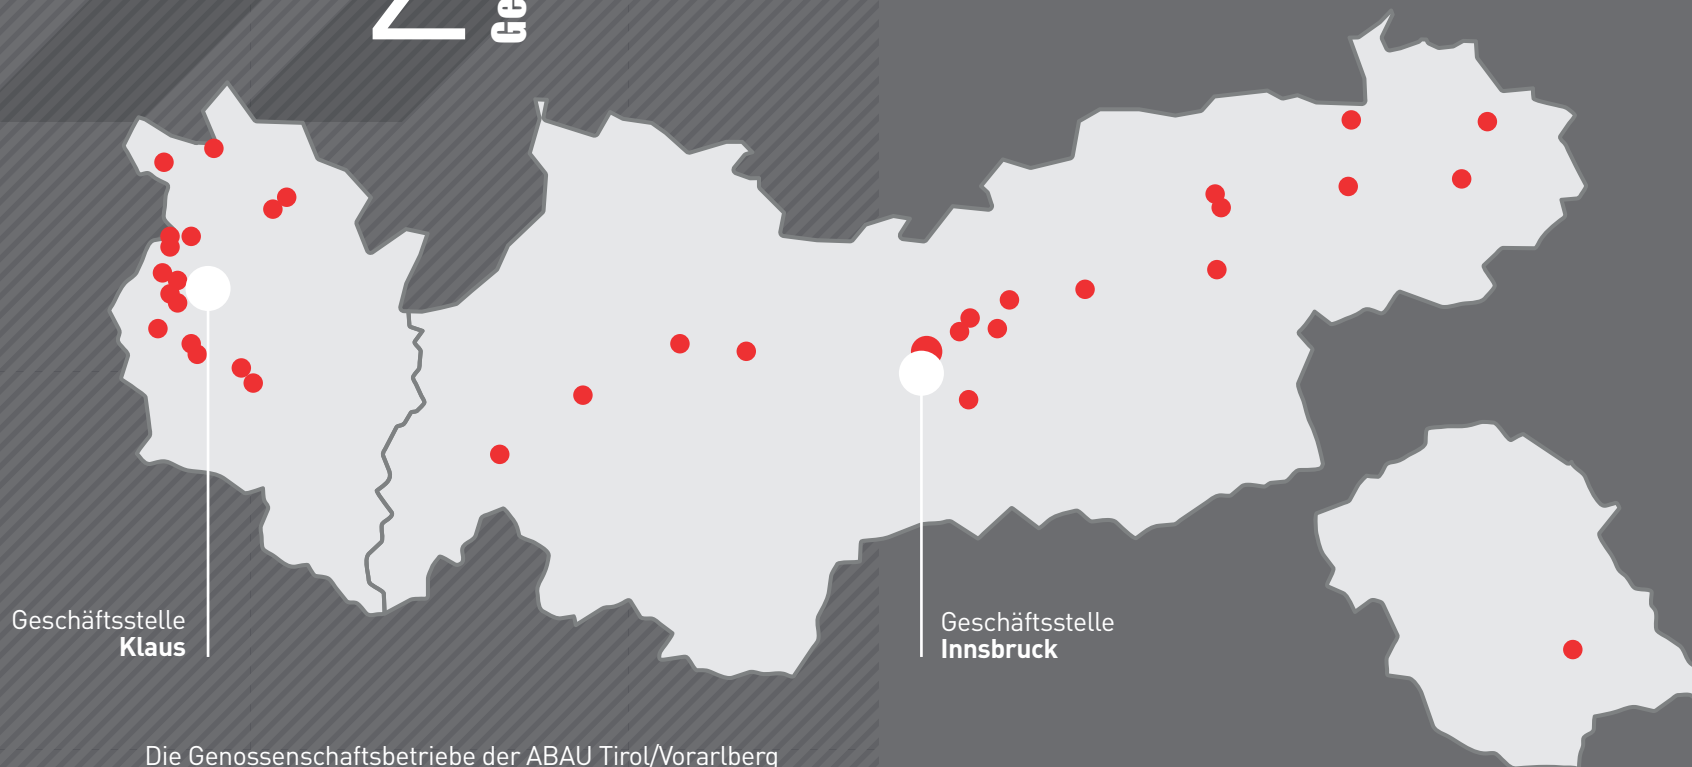 Geschäftsstelle
Klaus
Geschäftsstelle
Innsbruck
Die Genossenschaftsbetriebe der ABAU Tirol/Vorarlberg